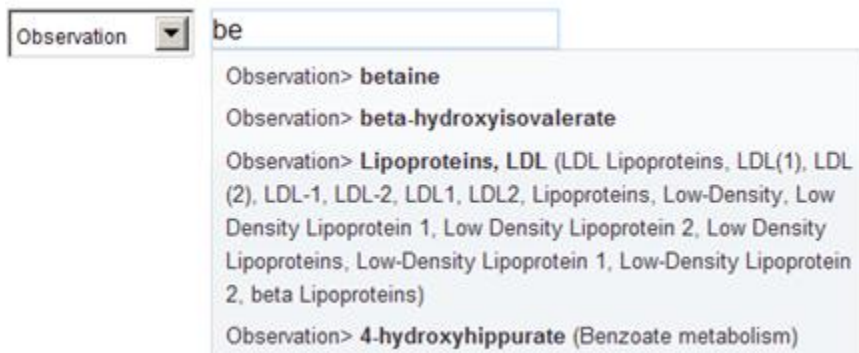 Observation be
Observation> betaine
Observation> beta-hydroxyisovalerate
Observation> Lipoproteins, LDL (LDL Lipoproteins, LDL(1), LDL
(2), LDL-1, LDL-2, LDL1, LDL2, Lipoproteins, Low-Density, Low
Density Lipoprotein 1, Low Density Lipoprotein 2, Low Density
Lipoproteins, Low-Density Lipoprotein 1, Low-Density Lipoprotein
2, beta Lipoproteins)
Observation> 4-hydroxyhippurate (Benzoate metabolism)